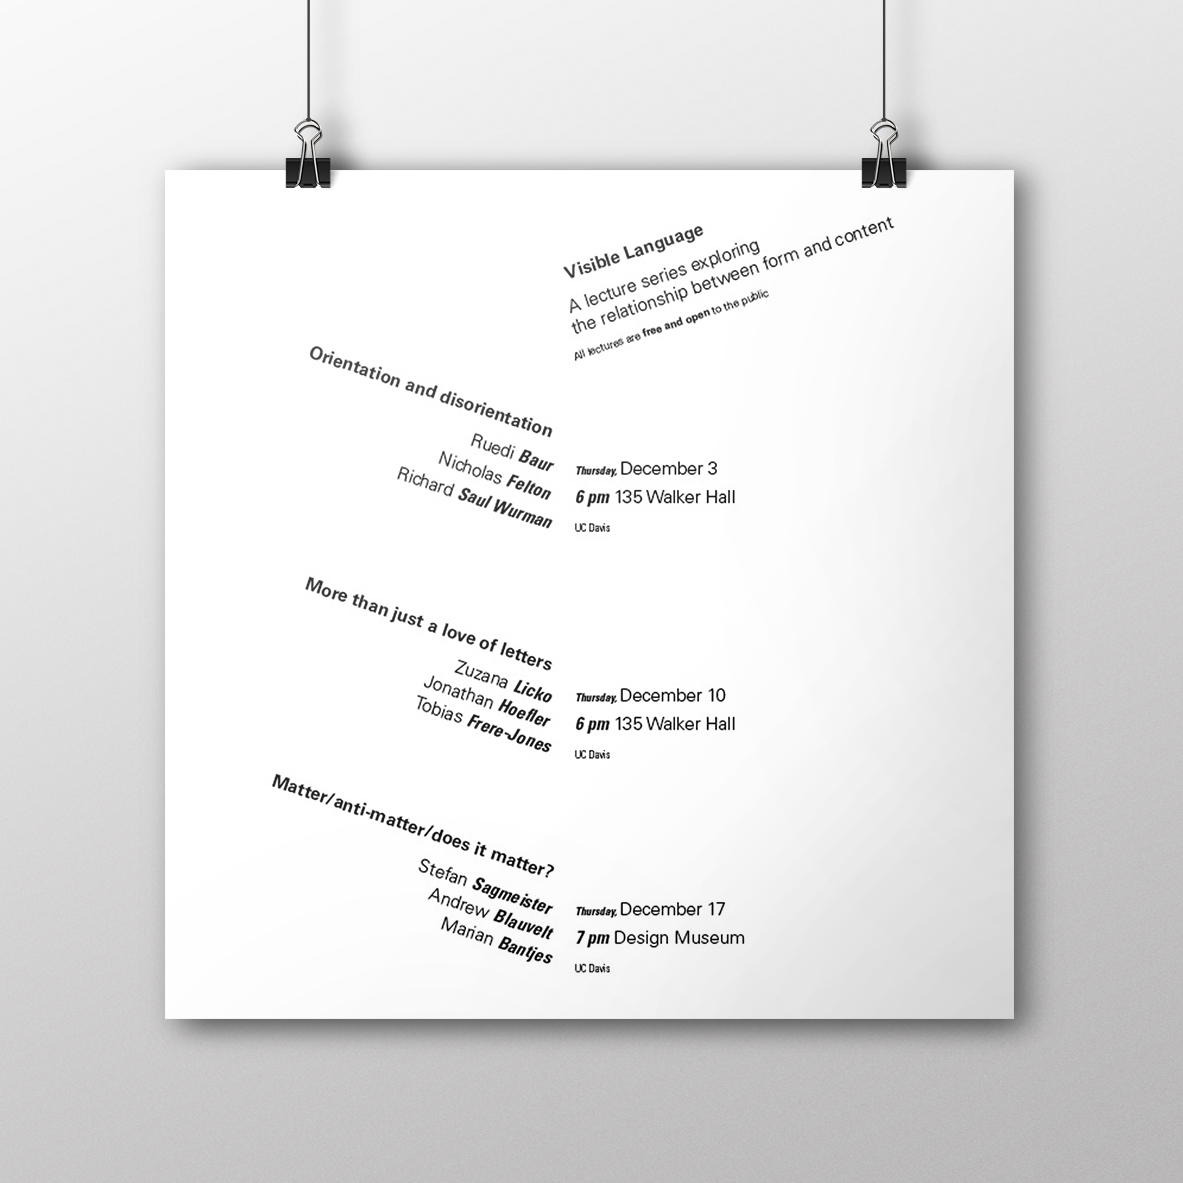 Visible Language
A lecture series exploring
the relationship between form and content
All lectures are free and open to the public
Orientation and disorientation
Ruedi Baur
Nicholas Felton
Richard Saul Wurman
Thursday, December 3
6 pm 135 Walker Hall
UC Davis
More than just a love of letters
Zuzana Licko
Jonathan Hoefler
Tobias Frere-Jones
Thursday, December 10
6 pm 135 Walker Hall
UC Davis
Matter/anti-matter/does it matter?
Stefan Sagmeister
Andrew Blauvelt
Marian Bantjes
Thursday, December 17
7 pm Design Museum
UC Davis